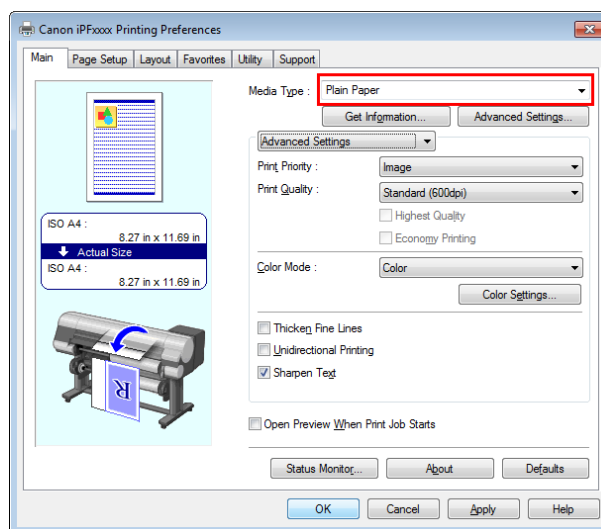 Canon iPFxxxx Printing Preferences
Main Page Setup Layout Favorites Utility Support
Media Type : Plain Paper
Get Information... Advanced Settings...
Advanced Settings
Print Priority : Image
Print Quality : Standard (600dpi)
Highest Quality
Economy Printing
ISO A4 :
8.27 in x 11.69 in
Actual Size
ISO A4 :
8.27 in x 11.69 in
Color Mode : Color
Color Settings...
Thicken Fine Lines
Unidirectional Printing
Sharpen Text
R
Open Preview When Print Job Starts
Status Monitor... About Defaults
OK Cancel Apply Help